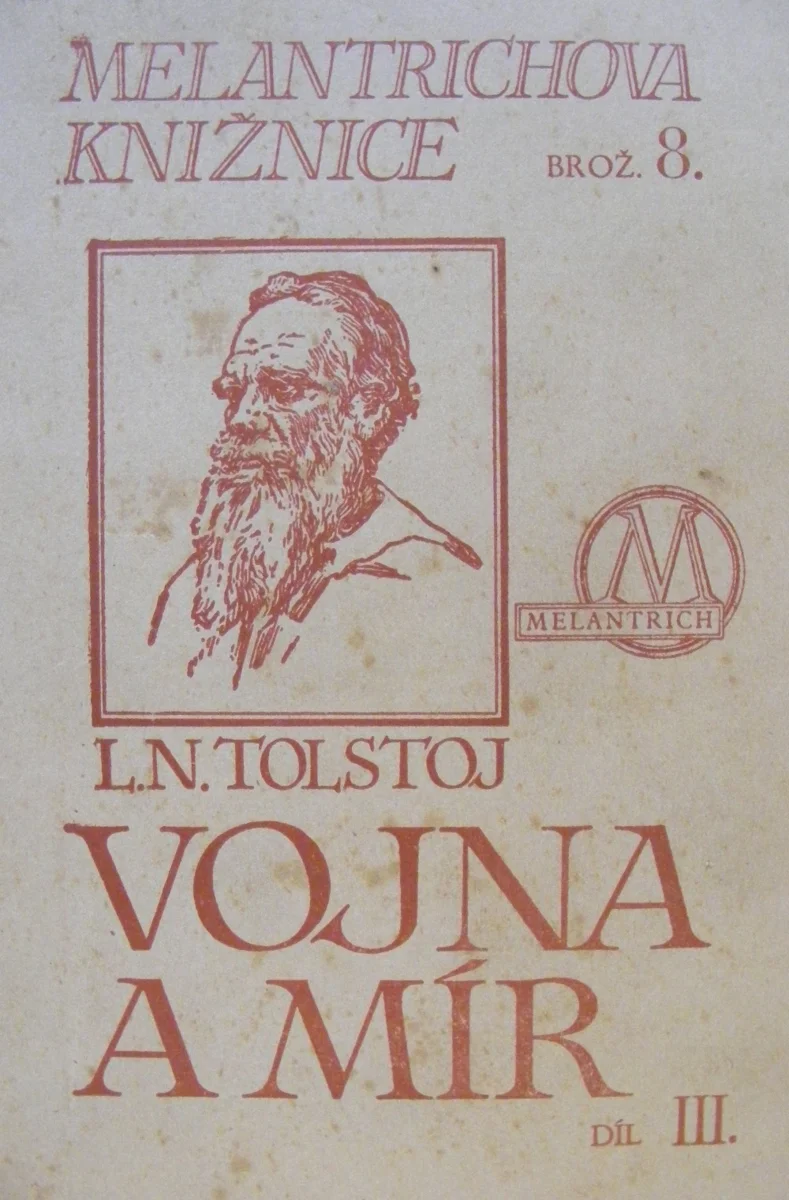 MELANTRICHOVA
KNIŽNICE BROŽ. 8.
M
MELANTRICH
L.N.TOLSTOJ
VOJNA
A MÍR
DÍL III.